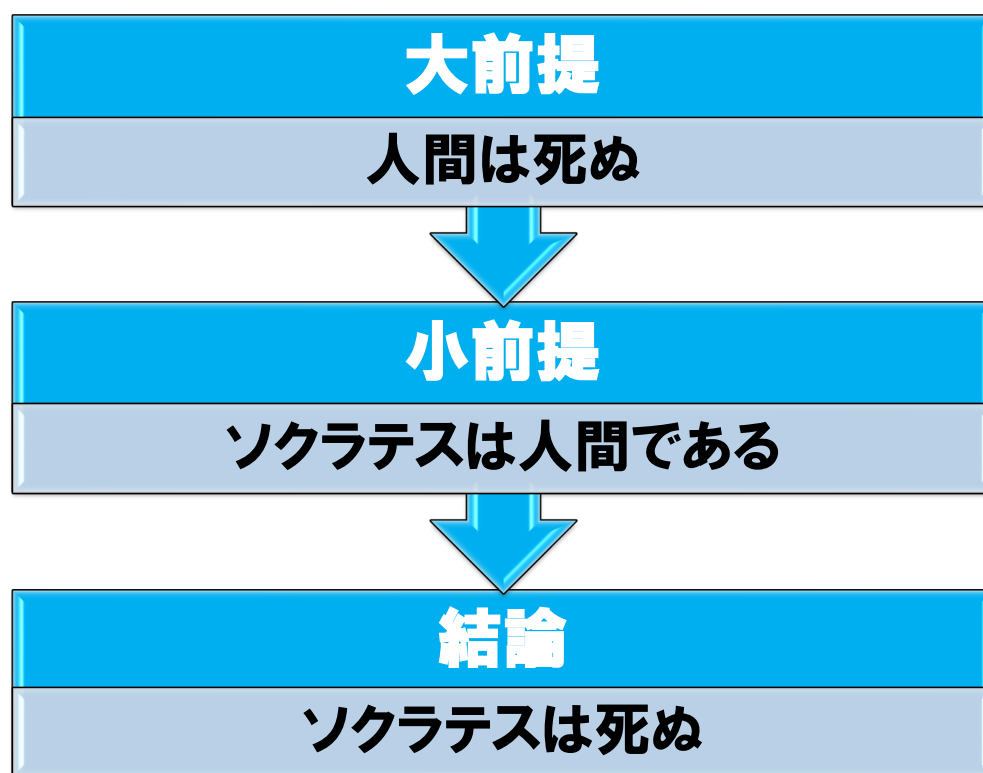 大前提
人間は死ぬ
小前提
ソクラテスは人間である
結論
ソクラテスは死ぬ